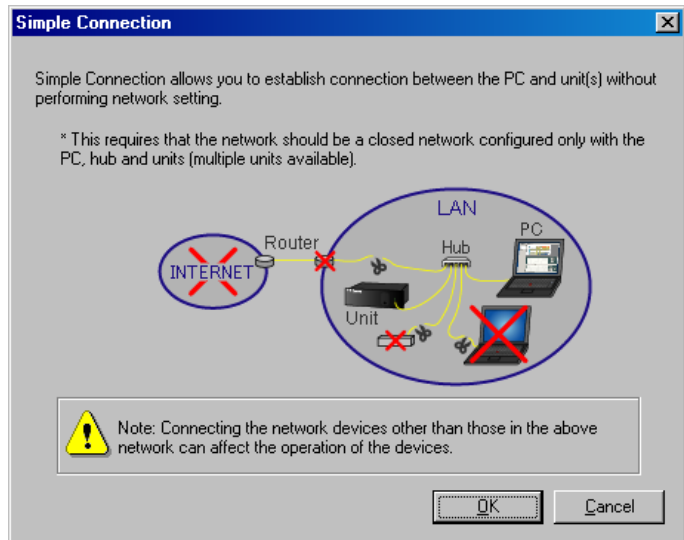 Simple Connection
Simple Connection allows you to establish connection between the PC and unit(s) without
performing network setting.
* This requires that the network should be a closed network configured only with the
PC, hub and units (multiple units available).
LAN
PC
Router
Hub
INTERNET
Unit
Note: Connecting the network devices other than those in the above
network can affect the operation of the devices.
OK
Cancel